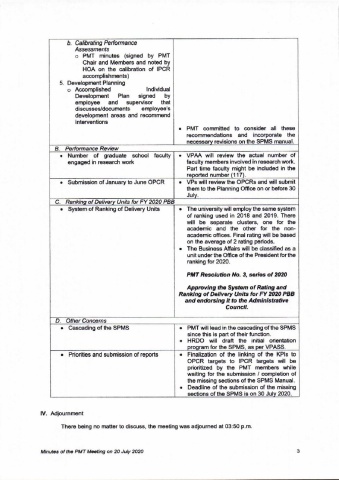 b. Calibrating Performance
Assessments
o PMT minutes (signed by PMT
Chair and Members and noted by
HOA on the calibration of IPCR
accomplishments)
5. Development Planning
o Accomplished Individual
Development Plan signed by
employee and supervisor that
discusses/documents employee's
development areas and recommend
interventions
• PMT committed to consider all these
recommendations and incorporate the
necessary revisions on the SPMS manual.
B. Performance Review
• Number of graduate school faculty
engaged in research work
• VPAA will review the actual number of
faculty members involved in research work.
Part time faculty might be included in the
reported number (117).
• Submission of January to June OPCR
• VPs will review the OPCRs and will submit
them to the Planning Office on or before 30
July.
C. Ranking of Delivery Units for FY 2020 PBB
• System of Ranking of Delivery Units
• The university will employ the same system
of ranking used in 2018 and 2019. There
will be separate clusters, one for the
academic and the other for the non-
academic offices. Final rating will be based
on the average of 2 rating periods.
• The Business Affairs will be classified as a
unit under the Office of the President for the
ranking for 2020.
PMT Resolution No. 3, series of 2020
Approving the System of Rating and
Ranking of Delivery Units for FY 2020 PBB
and endorsing it to the Administrative
Council.
D. Other Concerns
• Cascading of the SPMS
• PMT will lead in the cascading of the SPMS
since this is part of their function.
• HRDO will draft the initial orientation
program for the SPMS, as per VPASS.
• Priorities and submission of reports
• Finalization of the linking of the KPIs to
OPCR targets to IPCR targets will be
prioritized by the PMT members while
waiting for the submission / completion of
the missing sections of the SPMS Manual.
• Deadline of the submission of the missing
sections of the SPMS is on 30 July 2020.
IV. Adjournment
There being no matter to discuss, the meeting was adjourned at 03:50 p.m.
Minutes of the PMT Meeting on 20 July 2020 3